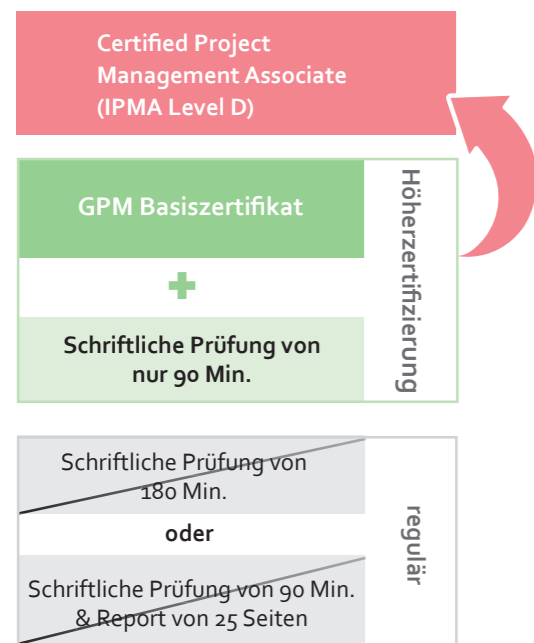 Certified Project
Management Associate
(IPMA Level D)
GPM Basiszertifikat
+
Schriftliche Prüfung von
nur 90 Min.
Höherzertifizierung
Schriftliche Prüfung von
180 Min.
oder
Schriftliche Prüfung von 90 Min.
& Report von 25 Seiten
regulär